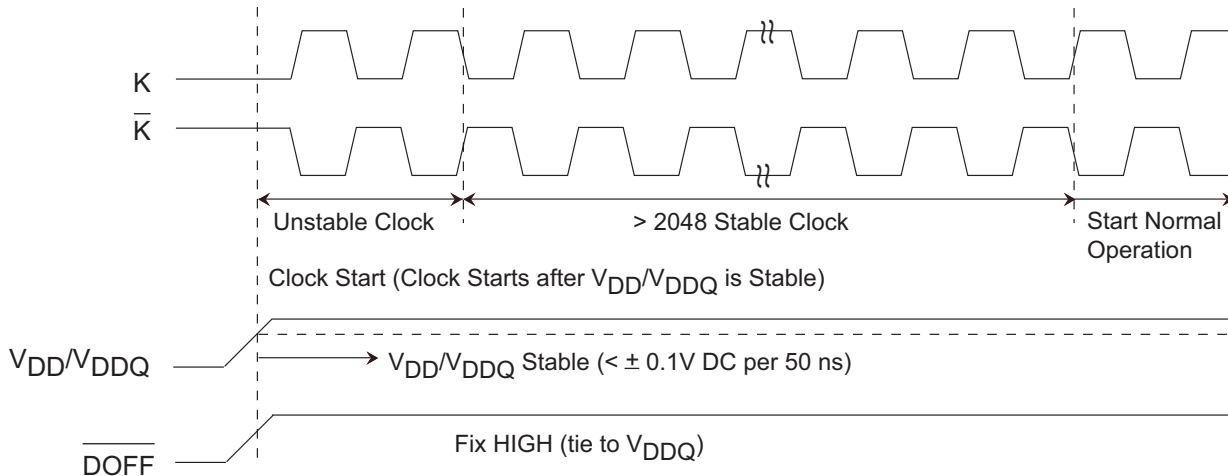 K
K̅
Unstable Clock
> 2048 Stable Clock
Start Normal
Operation
Clock Start (Clock Starts after VDD/VDDQ is Stable)
VDD/VDDQ
VDD/VDDQ Stable (< ± 0.1V DC per 50 ns)
Fix HIGH (tie to VDDQ)
D̅O̅F̅F̅